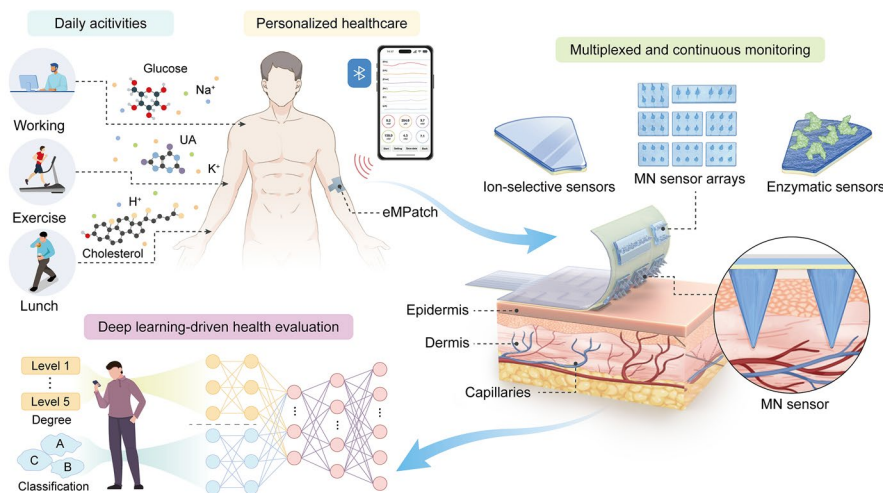 Daily acitivities
Personalized healthcare
Multiplexed and continuous monitoring
Glucose
Na⁺
Working
UA
K⁺
Exercise
H⁺
Cholesterol
Lunch
eMPatch
Ion-selective sensors
MN sensor arrays
Enzymatic sensors
Epidermis
Dermis
Capillaries
MN sensor
Deep learning-driven health evaluation
Level 1
Level 5
Degree
A
C
B
Classification